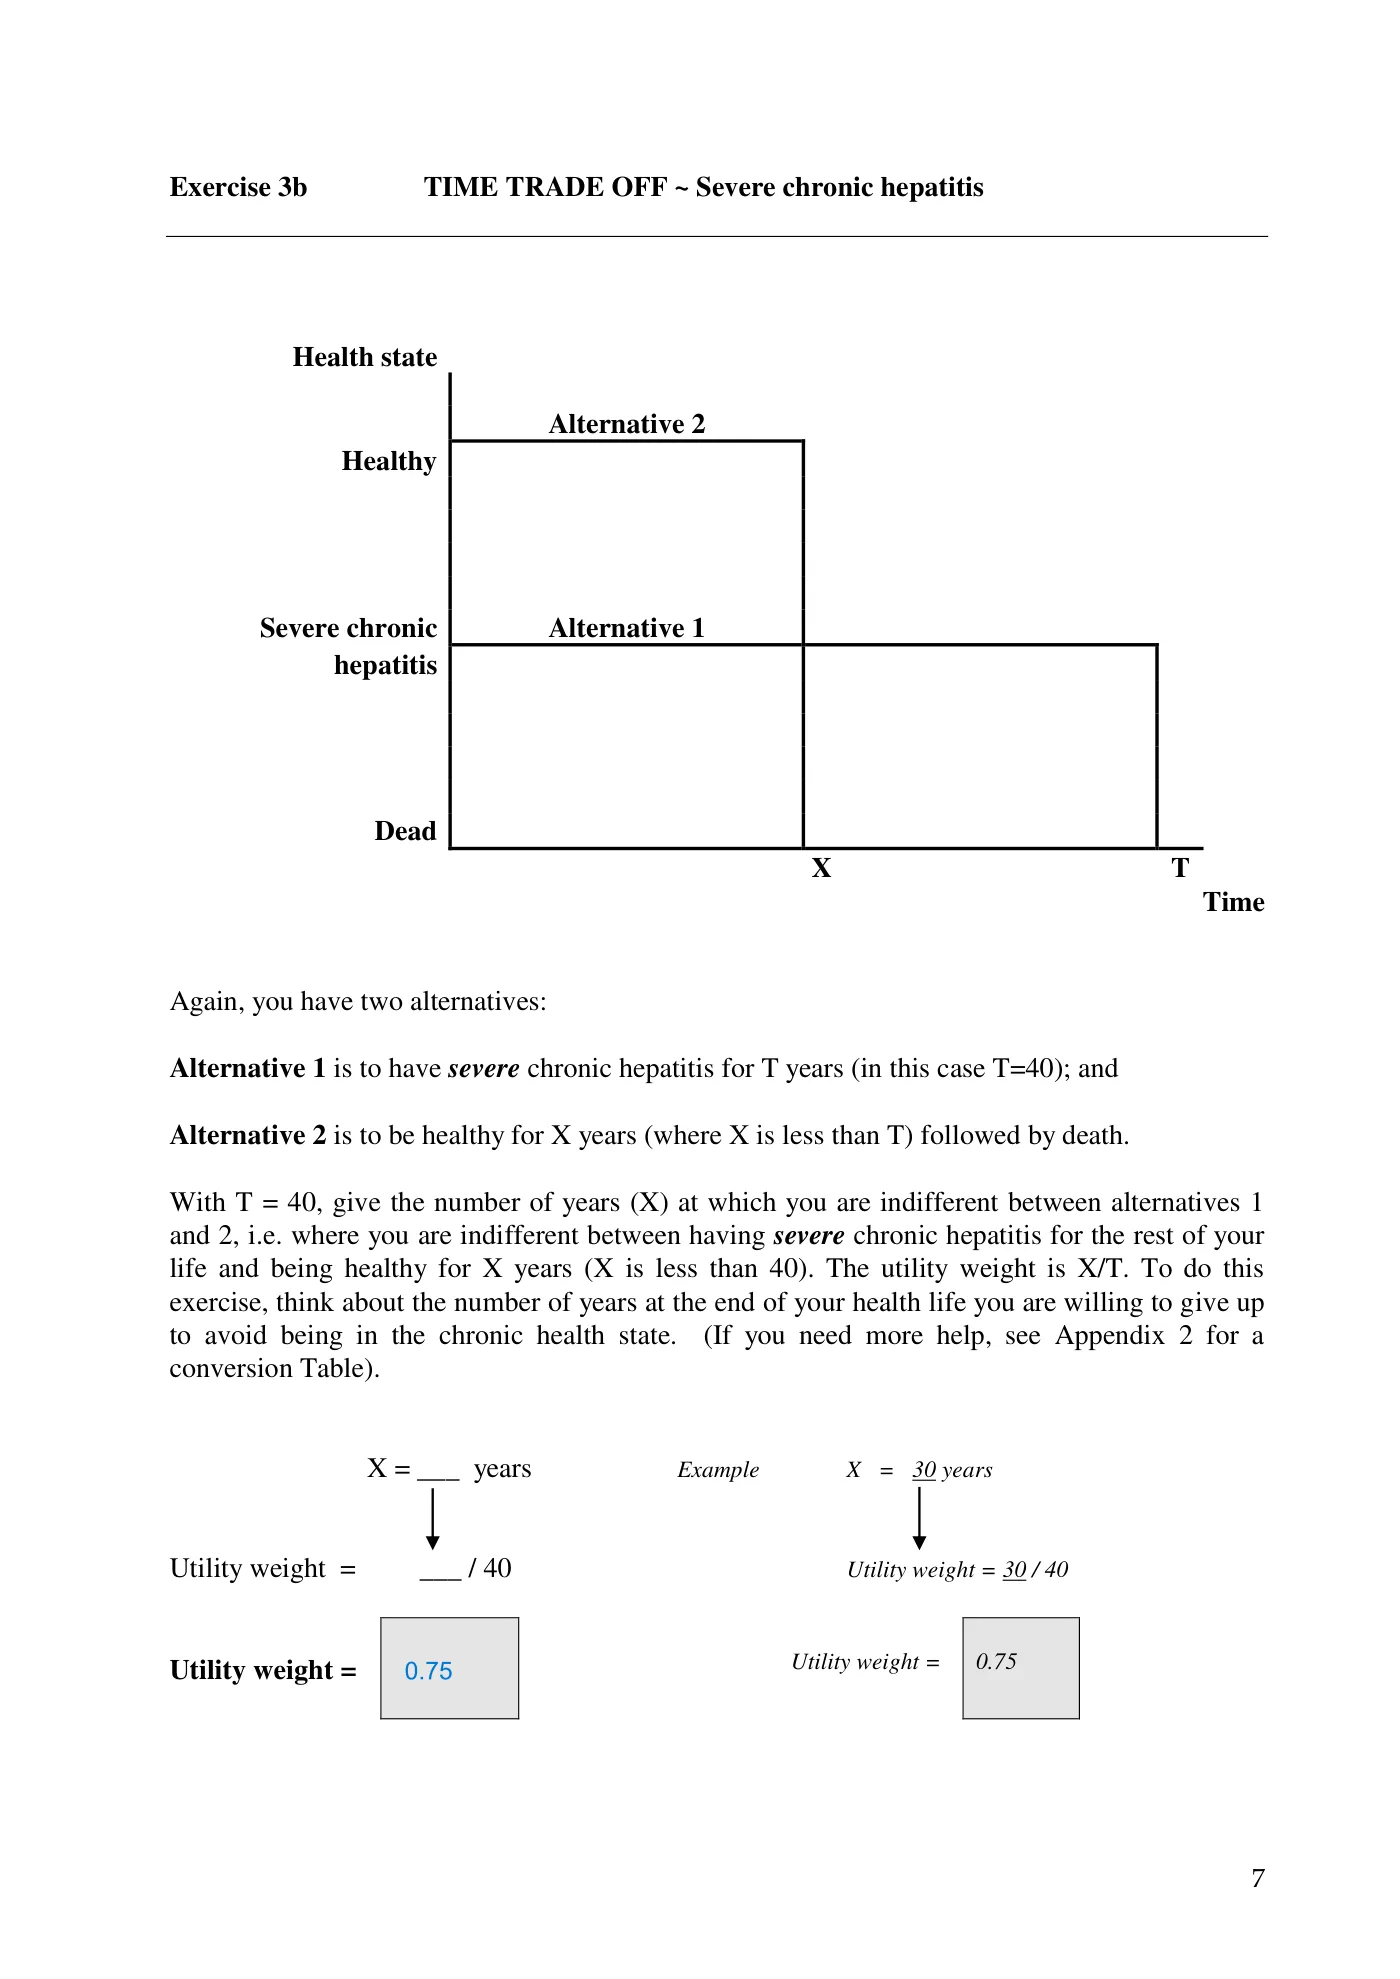 Exercise 3b TIME TRADE OFF ~ Severe chronic hepatitis
Health state
Alternative 2
Healthy
Severe chronic Alternative 1
hepatitis
Dead
X T
Time
Again, you have two alternatives:
Alternative 1 is to have severe chronic hepatitis for T years (in this case T=40); and
Alternative 2 is to be healthy for X years (where X is less than T) followed by death.
With T = 40, give the number of years (X) at which you are indifferent between alternatives 1
and 2, i.e. where you are indifferent between having severe chronic hepatitis for the rest of your
life and being healthy for X years (X is less than 40). The utility weight is X/T. To do this
exercise, think about the number of years at the end of your health life you are willing to give up
to avoid being in the chronic health state. (If you need more help, see Appendix 2 for a
conversion Table).
X = ___ years Example X = 30 years
Utility weight = ___ / 40 Utility weight = 30 / 40
Utility weight = 0.75 Utility weight = 0.75
7